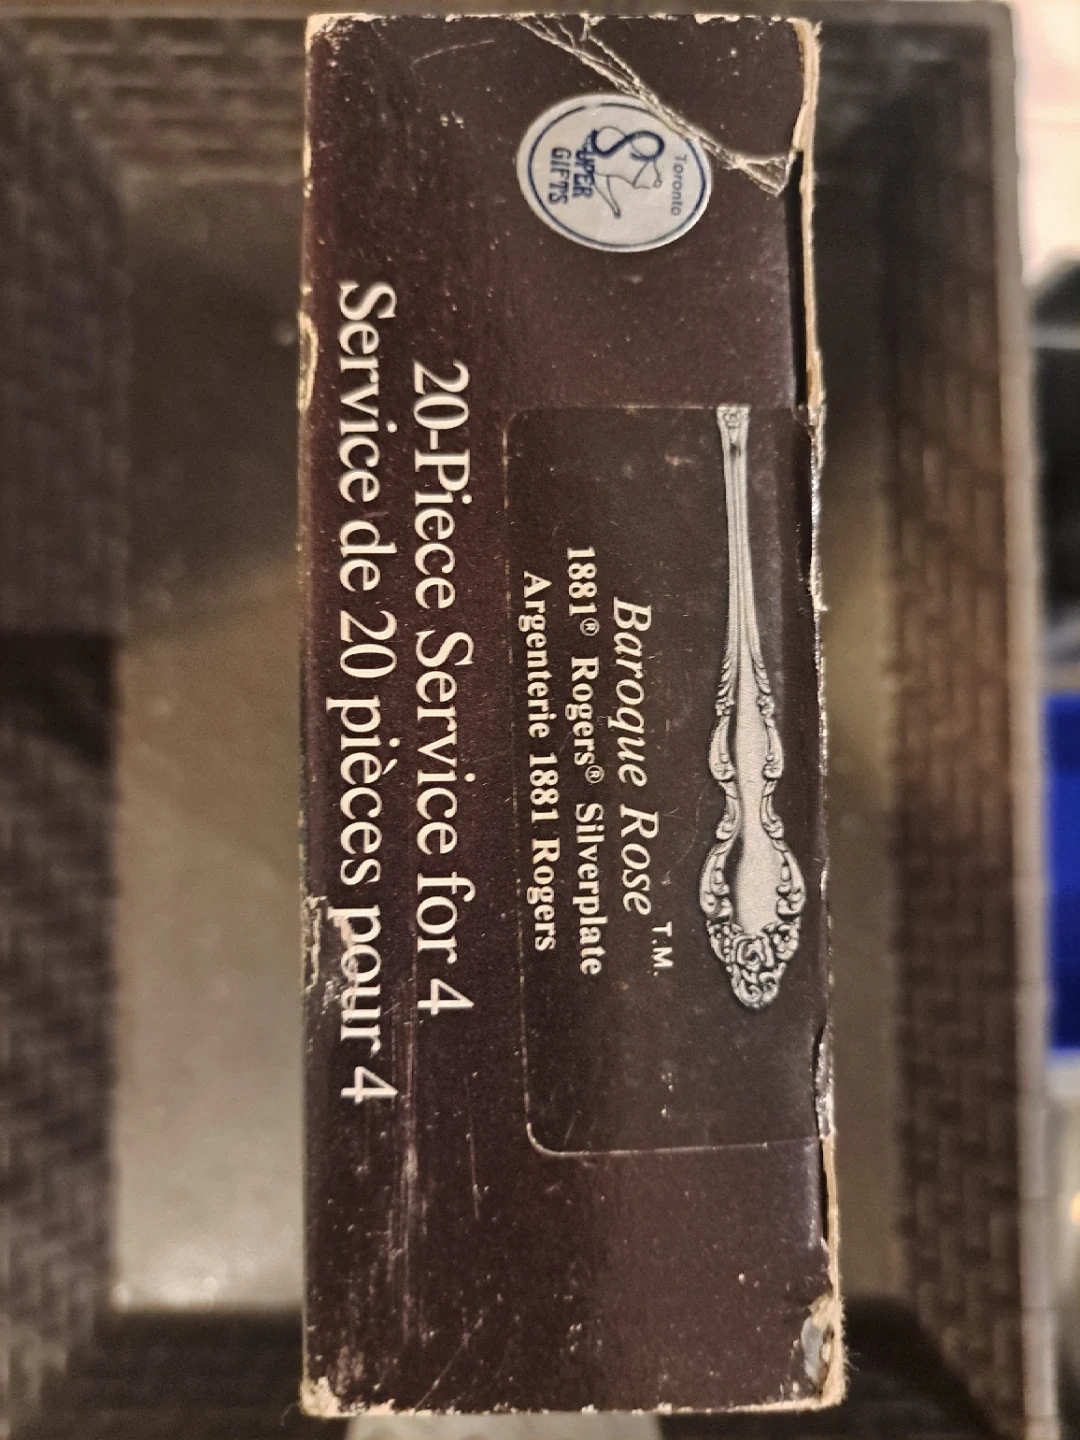 Toronto
SUPER
GIFTS
Baroque Rose T.M.
1881® Rogers® Silverplate
Argenterie 1881 Rogers
20-Piece Service for 4
Service de 20 pièces pour 4